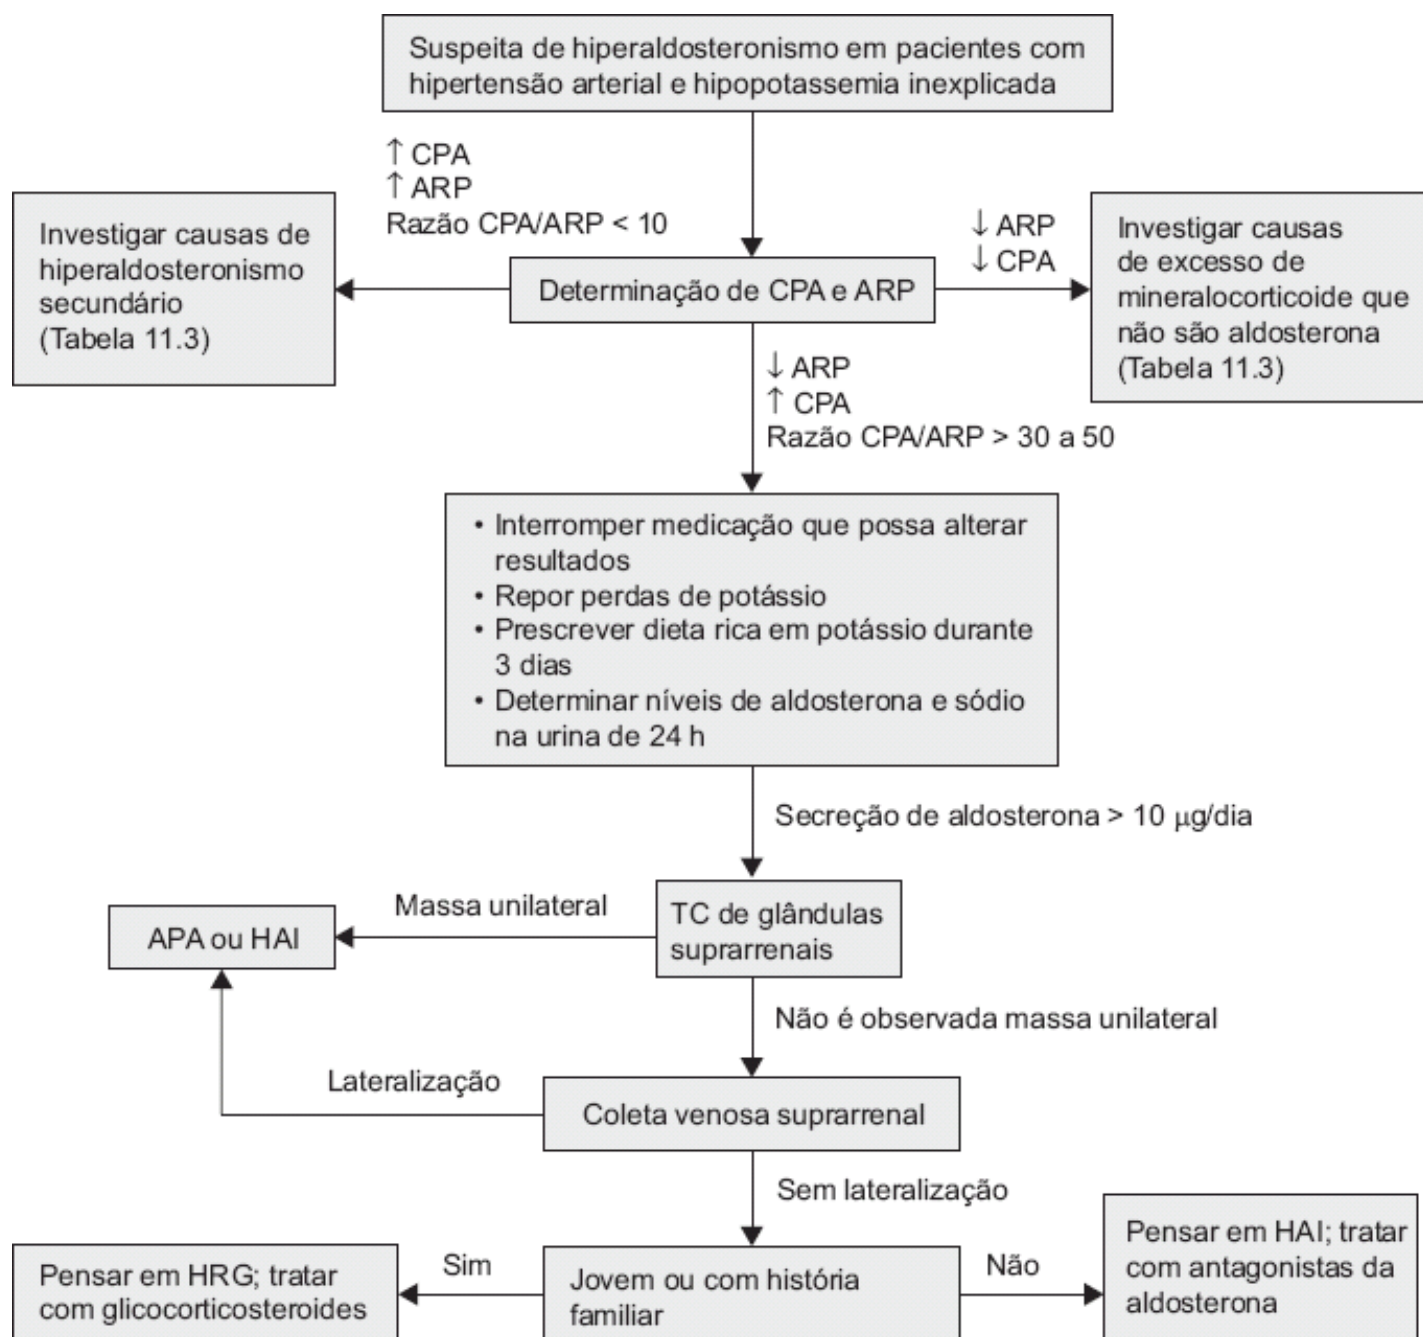 Suspeita de hiperaldosteronismo em pacientes com
hipertensão arterial e hipopotassemia inexplicada
↑ CPA
↑ ARP
Razão CPA/ARP < 10
Investigar causas de
hiperaldosteronismo
secundário
(Tabela 11.3)
Determinação de CPA e ARP
↓ ARP
↓ CPA
Investigar causas
de excesso de
mineralocorticoide que
não são aldosterona
(Tabela 11.3)
↓ ARP
↑ CPA
Razão CPA/ARP > 30 a 50
• Interromper medicação que possa alterar
resultados
• Repor perdas de potássio
• Prescrever dieta rica em potássio durante
3 dias
• Determinar níveis de aldosterona e sódio
na urina de 24 h
Secreção de aldosterona > 10 μg/dia
TC de glândulas
suprarrenais
Massa unilateral
APA ou HAI
Não é observada massa unilateral
Lateralização
Coleta venosa suprarrenal
Sem lateralização
Jovem ou com história
familiar
Sim
Pensar em HRG; tratar
com glicocorticosteroides
Não
Pensar em HAI; tratar
com antagonistas da
aldosterona